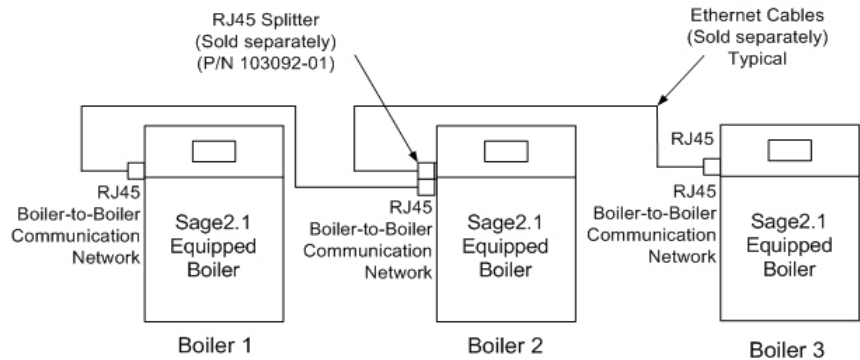 RJ45 Splitter
(Sold separately)
(P/N 103092-01)
Ethernet Cables
(Sold separately)
Typical
RJ45
Boiler-to-Boiler
Communication
Network
Sage2.1
Equipped
Boiler
Boiler 1
RJ45
Boiler-to-Boiler
Communication
Network
Sage2.1
Equipped
Boiler
Boiler 2
RJ45
RJ45
Boiler-to-Boiler
Communication
Network
Sage2.1
Equipped
Boiler
Boiler 3